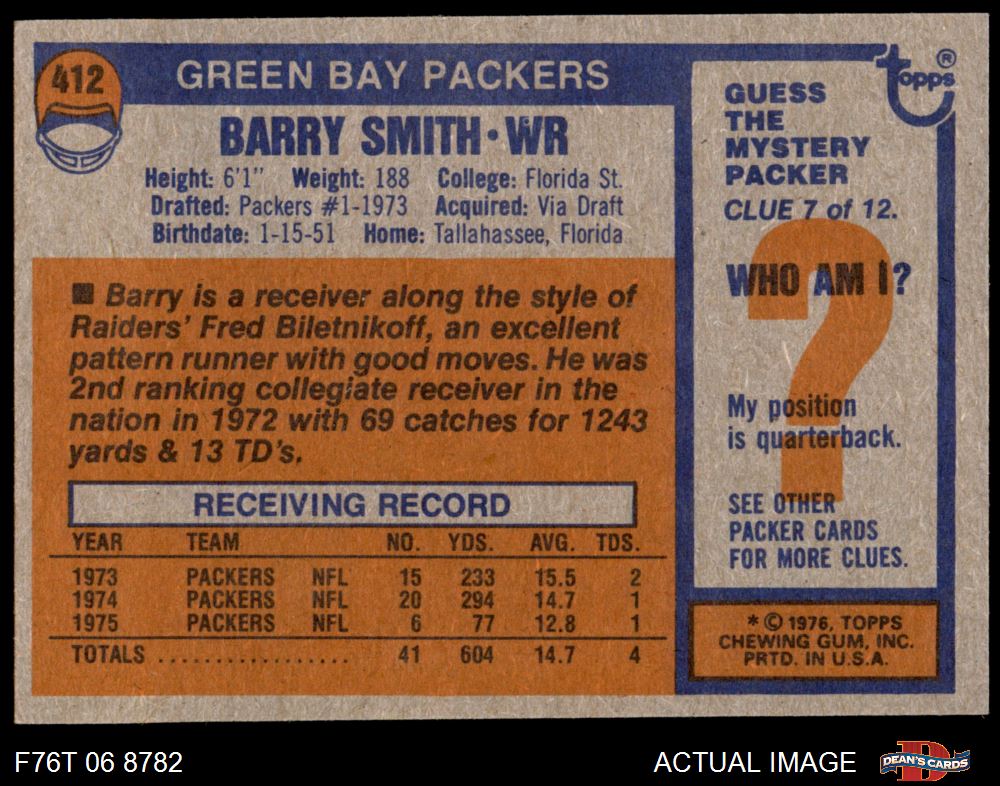 412
GREEN BAY PACKERS
BARRY SMITH•WR
Height: 6'1" Weight: 188 College: Florida St.
Drafted: Packers #1-1973 Acquired: Via Draft
Birthdate: 1-15-51 Home: Tallahassee, Florida
■ Barry is a receiver along the style of
Raiders' Fred Biletnikoff, an excellent
pattern runner with good moves. He was
2nd ranking collegiate receiver in the
nation in 1972 with 69 catches for 1243
yards & 13 TD's.
RECEIVING RECORD
YEAR TEAM NO. YDS. AVG. TDS.
1973 PACKERS NFL 15 233 15.5 2
1974 PACKERS NFL 20 294 14.7 1
1975 PACKERS NFL 6 77 12.8 1
TOTALS .................. 41 604 14.7 4
topps®
GUESS
THE
MYSTERY
PACKER
CLUE 7 of 12.
WHO AM I?
?
My position
is quarterback.
SEE OTHER
PACKER CARDS
FOR MORE CLUES.
* © 1976, TOPPS
CHEWING GUM, INC.
PRTD. IN U.S.A.
F76T 06 8782
ACTUAL IMAGE
D
DEAN'S CARDS